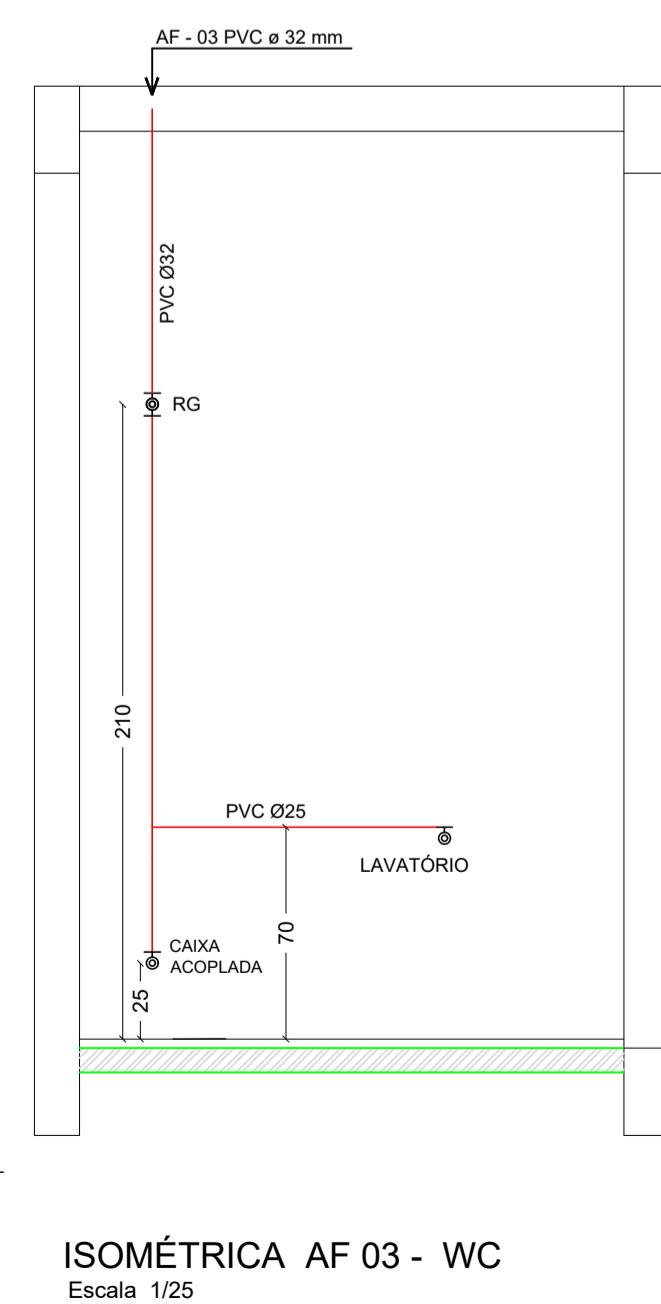 AF - 03 PVC ø 32 mm
PVC Ø32
RG
210
PVC Ø25
LAVATÓRIO
70
CAIXA
ACOPLADA
25
ISOMÉTRICA AF 03 - WC
Escala 1/25